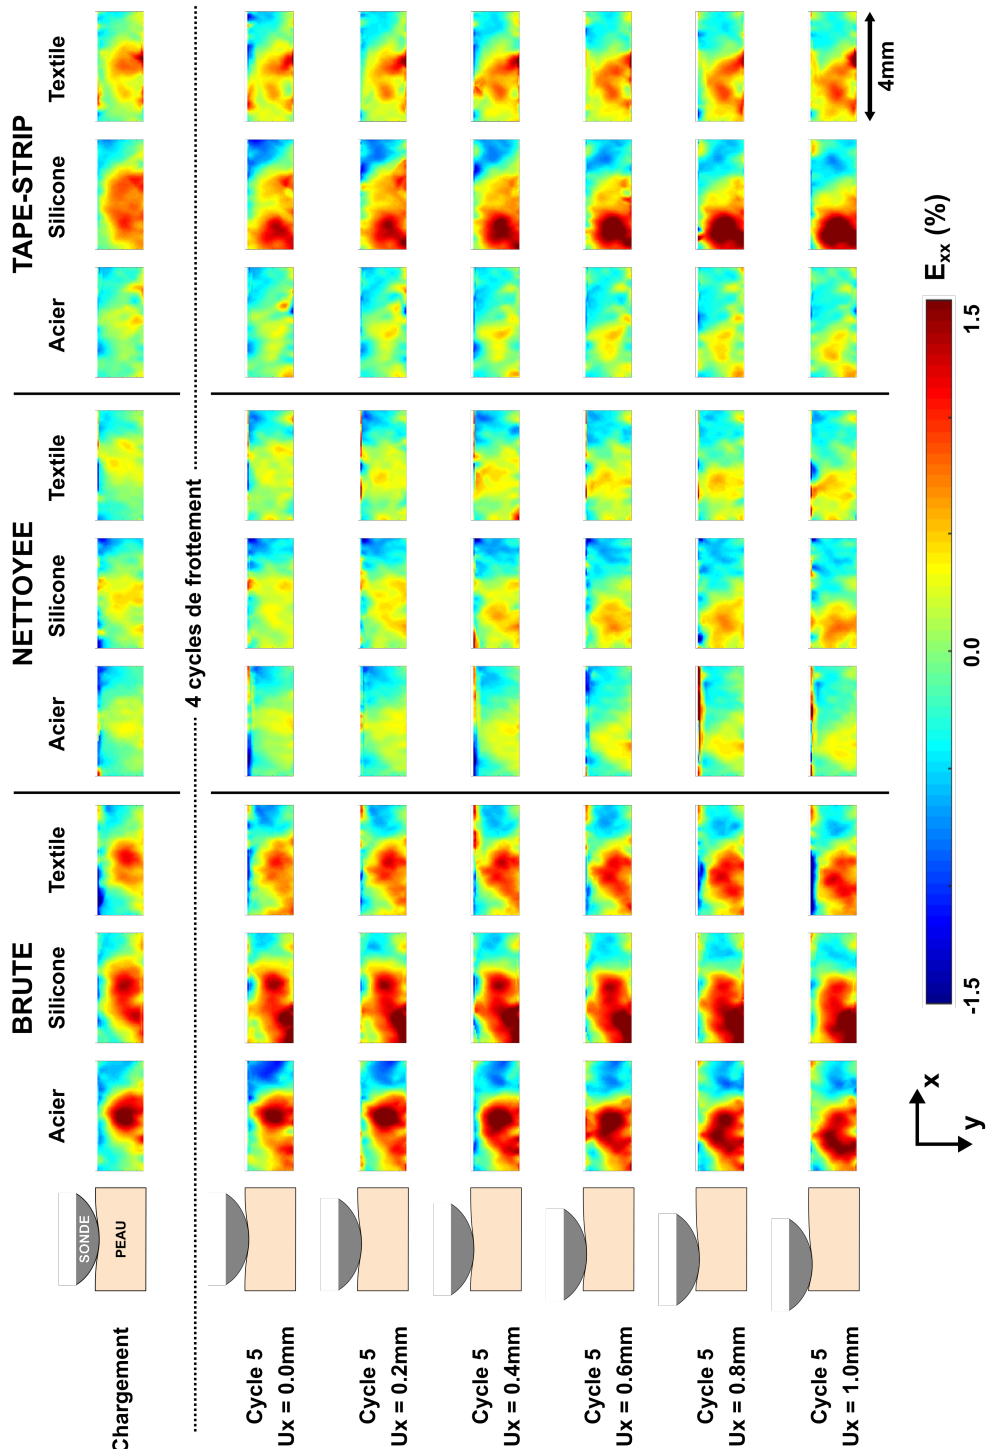 BRUTE NETTOYEE TAPE-STRIP
Acier Silicone Textile Acier Silicone Textile Acier Silicone Textile
Chargement
SONDE
PEAU
4 cycles de frottement
Cycle 5
Ux = 0.0mm
Cycle 5
Ux = 0.2mm
Cycle 5
Ux = 0.4mm
Cycle 5
Ux = 0.6mm
Cycle 5
Ux = 0.8mm
Cycle 5
Ux = 1.0mm
4mm
x
y
Exx (%)
-1.5 0.0 1.5